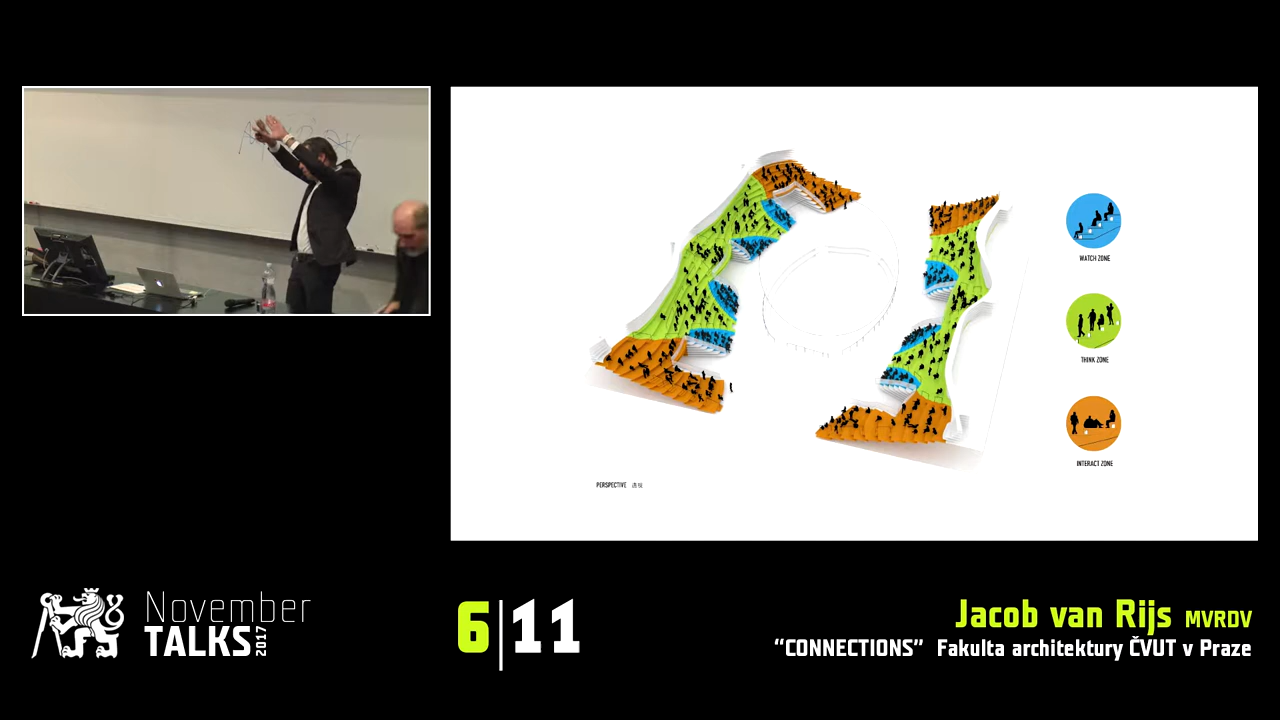 WATCH ZONE
THINK ZONE
INTERACT ZONE
PERSPECTIVE 透視
November
TALKS 2017
6|11
Jacob van Rijs MVRDV
“CONNECTIONS” Fakulta architektury ČVUT v Praze